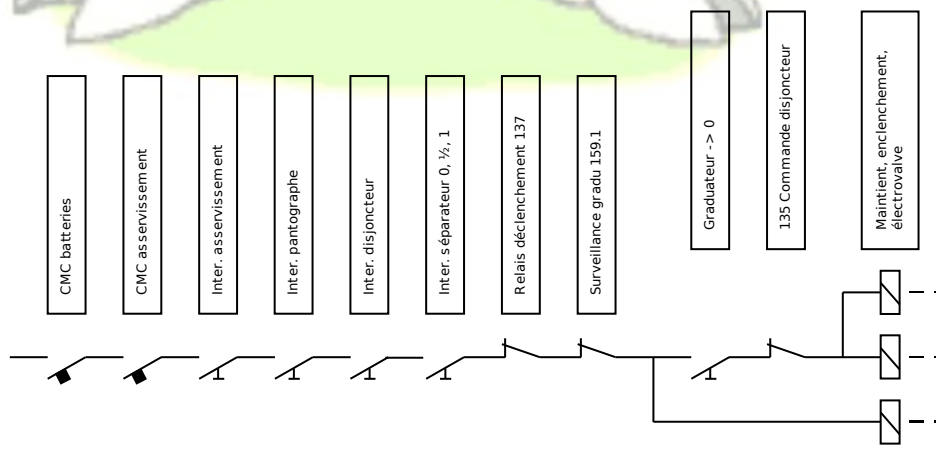 CMC batteries
CMC asservissement
Inter. asservissement
Inter. pantographe
Inter. disjoncteur
Inter. séparateur 0, ½, 1
Relais déclenchement 137
Surveillance gradu 159.1
Graduateur -> 0
135 Commande disjoncteur
Maintient, enclenchement,
électrovalve